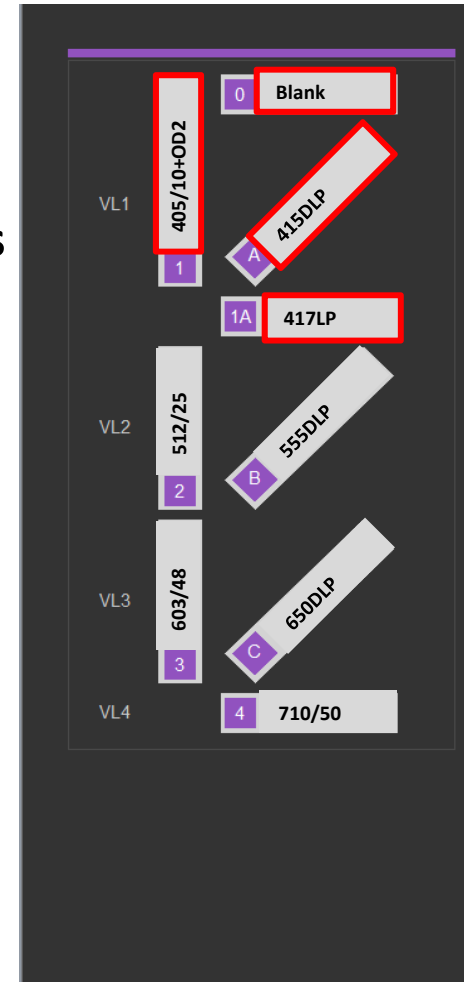 0 Blank
405/10+OD2
VL1
415DLP
S
1
A
1A 417LP
512/25
555DLP
VL2
B
2
603/48
650DLP
VL3
C
3
VL4
4 710/50